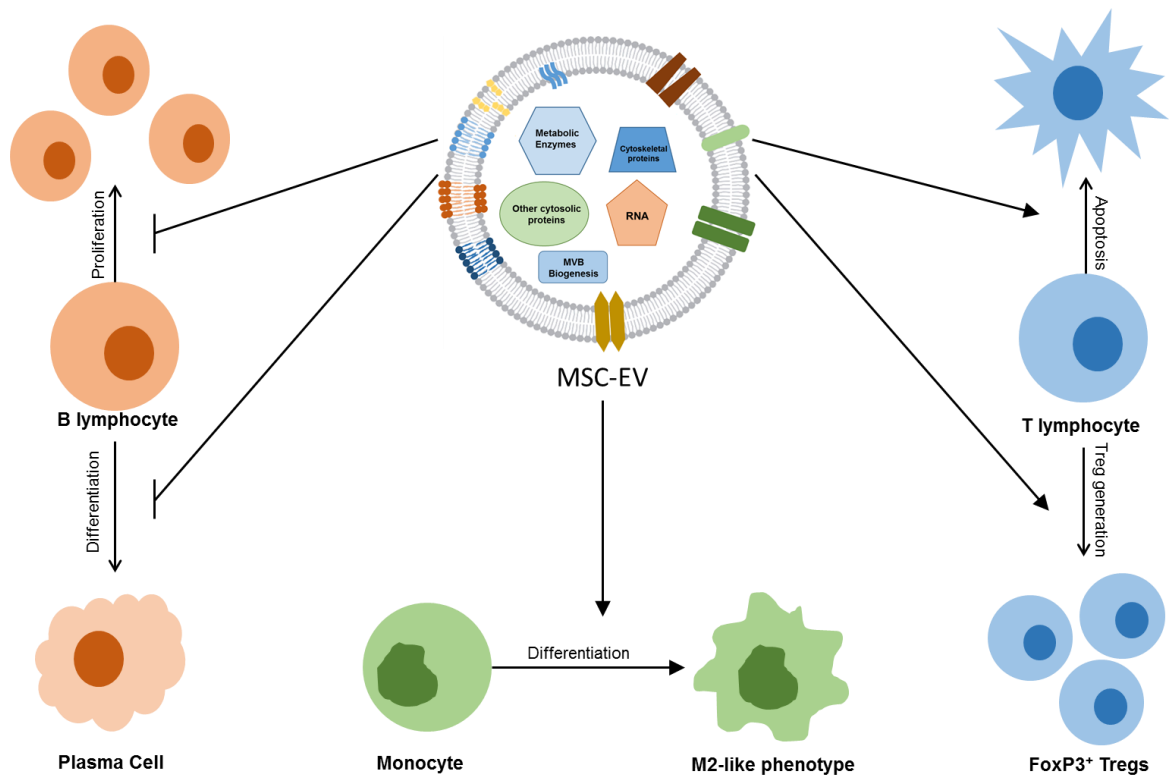 Metabolic
Enzymes
Cytoskeletal
proteins
Other cytosolic
proteins
RNA
MVB
Biogenesis
MSC-EV
Proliferation
B lymphocyte
Differentiation
Plasma Cell
Monocyte
Differentiation
M2-like phenotype
Apoptosis
T lymphocyte
Treg generation
FoxP3⁺ Tregs